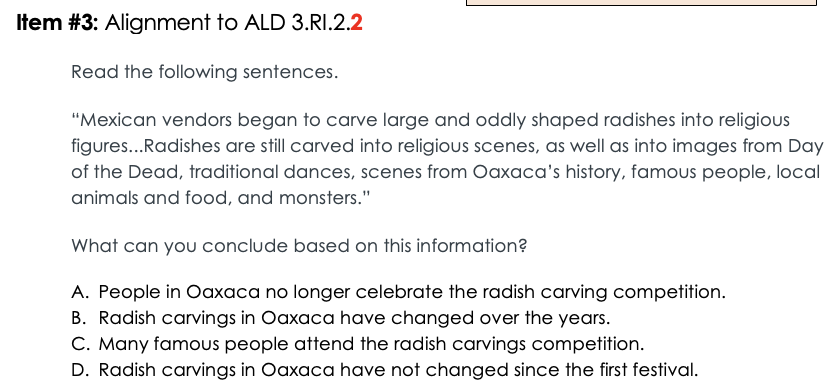 Item #3: Alignment to ALD 3.RI.2.2
Read the following sentences.
“Mexican vendors began to carve large and oddly shaped radishes into religious
figures...Radishes are still carved into religious scenes, as well as into images from Day
of the Dead, traditional dances, scenes from Oaxaca’s history, famous people, local
animals and food, and monsters.”
What can you conclude based on this information?
A. People in Oaxaca no longer celebrate the radish carving competition.
B. Radish carvings in Oaxaca have changed over the years.
C. Many famous people attend the radish carvings competition.
D. Radish carvings in Oaxaca have not changed since the first festival.